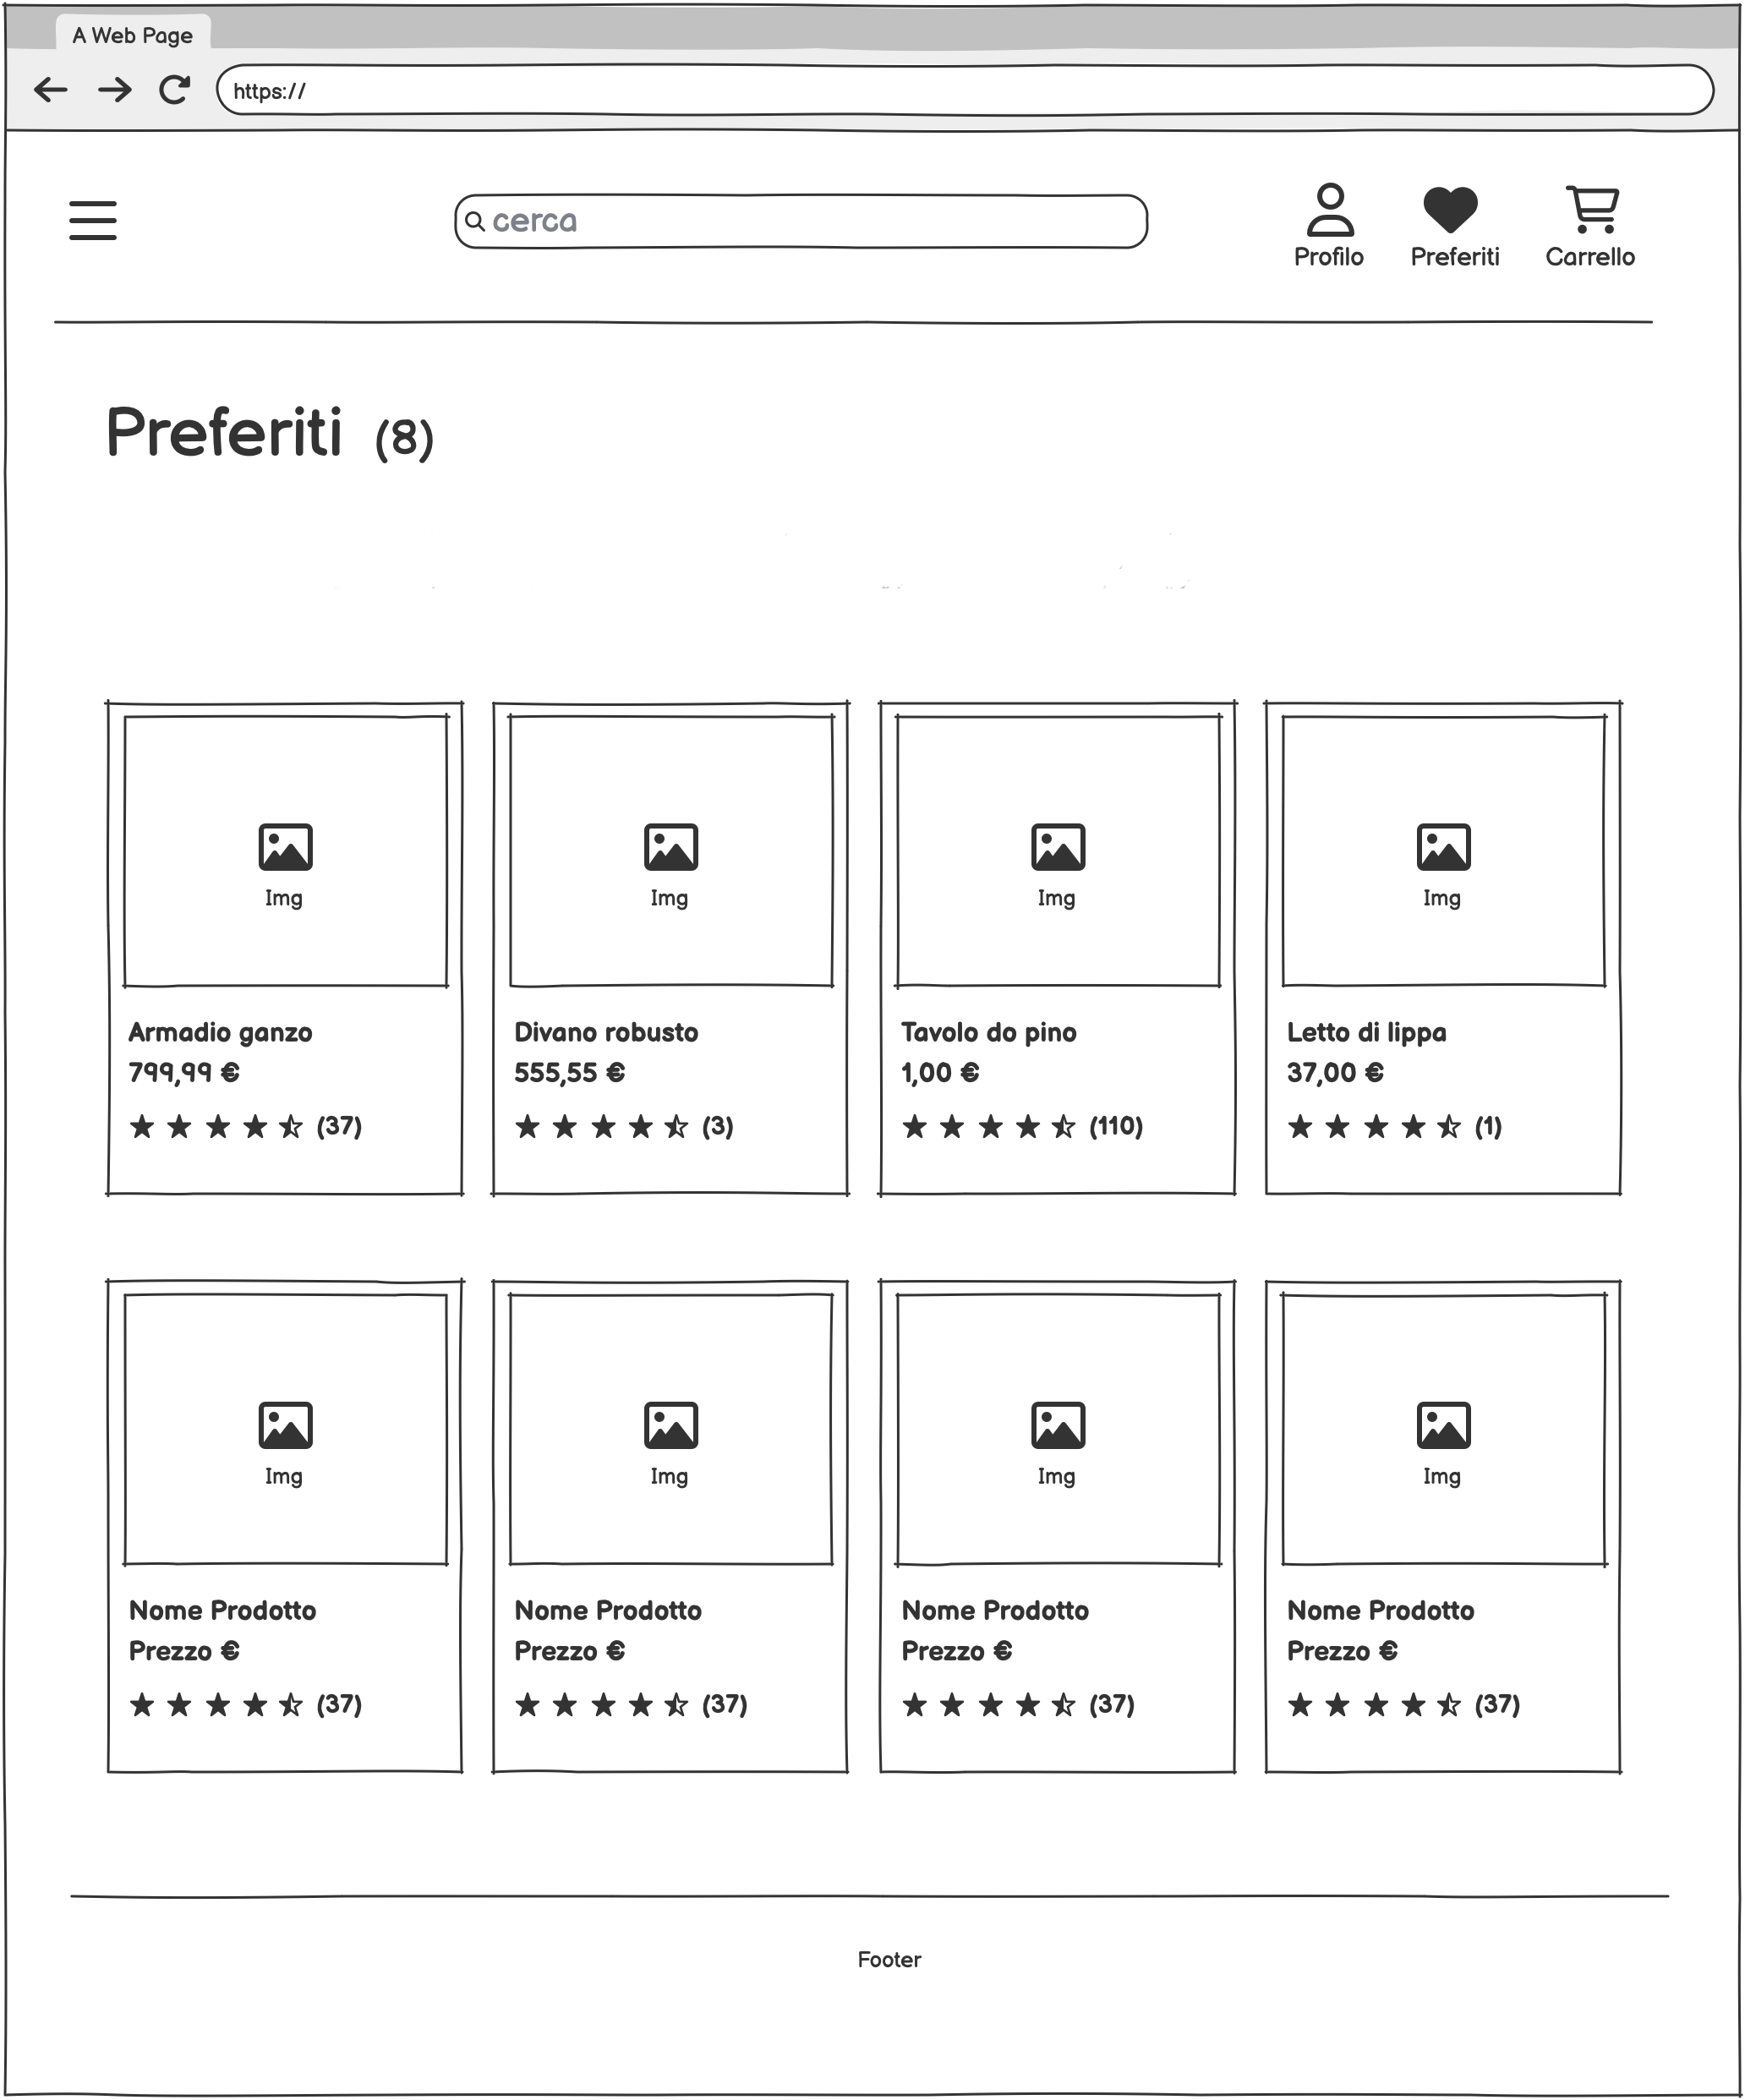 A Web Page
https://
cerca
Profilo Preferiti Carrello
Preferiti (8)
Img Img Img Img
Armadio ganzo Divano robusto Tavolo do pino Letto di lippa
799,99 € 555,55 € 1,00 € 37,00 €
(37) (3) (110) (1)
Img Img Img Img
Nome Prodotto Nome Prodotto Nome Prodotto Nome Prodotto
Prezzo € Prezzo € Prezzo € Prezzo €
(37) (37) (37) (37)
Footer